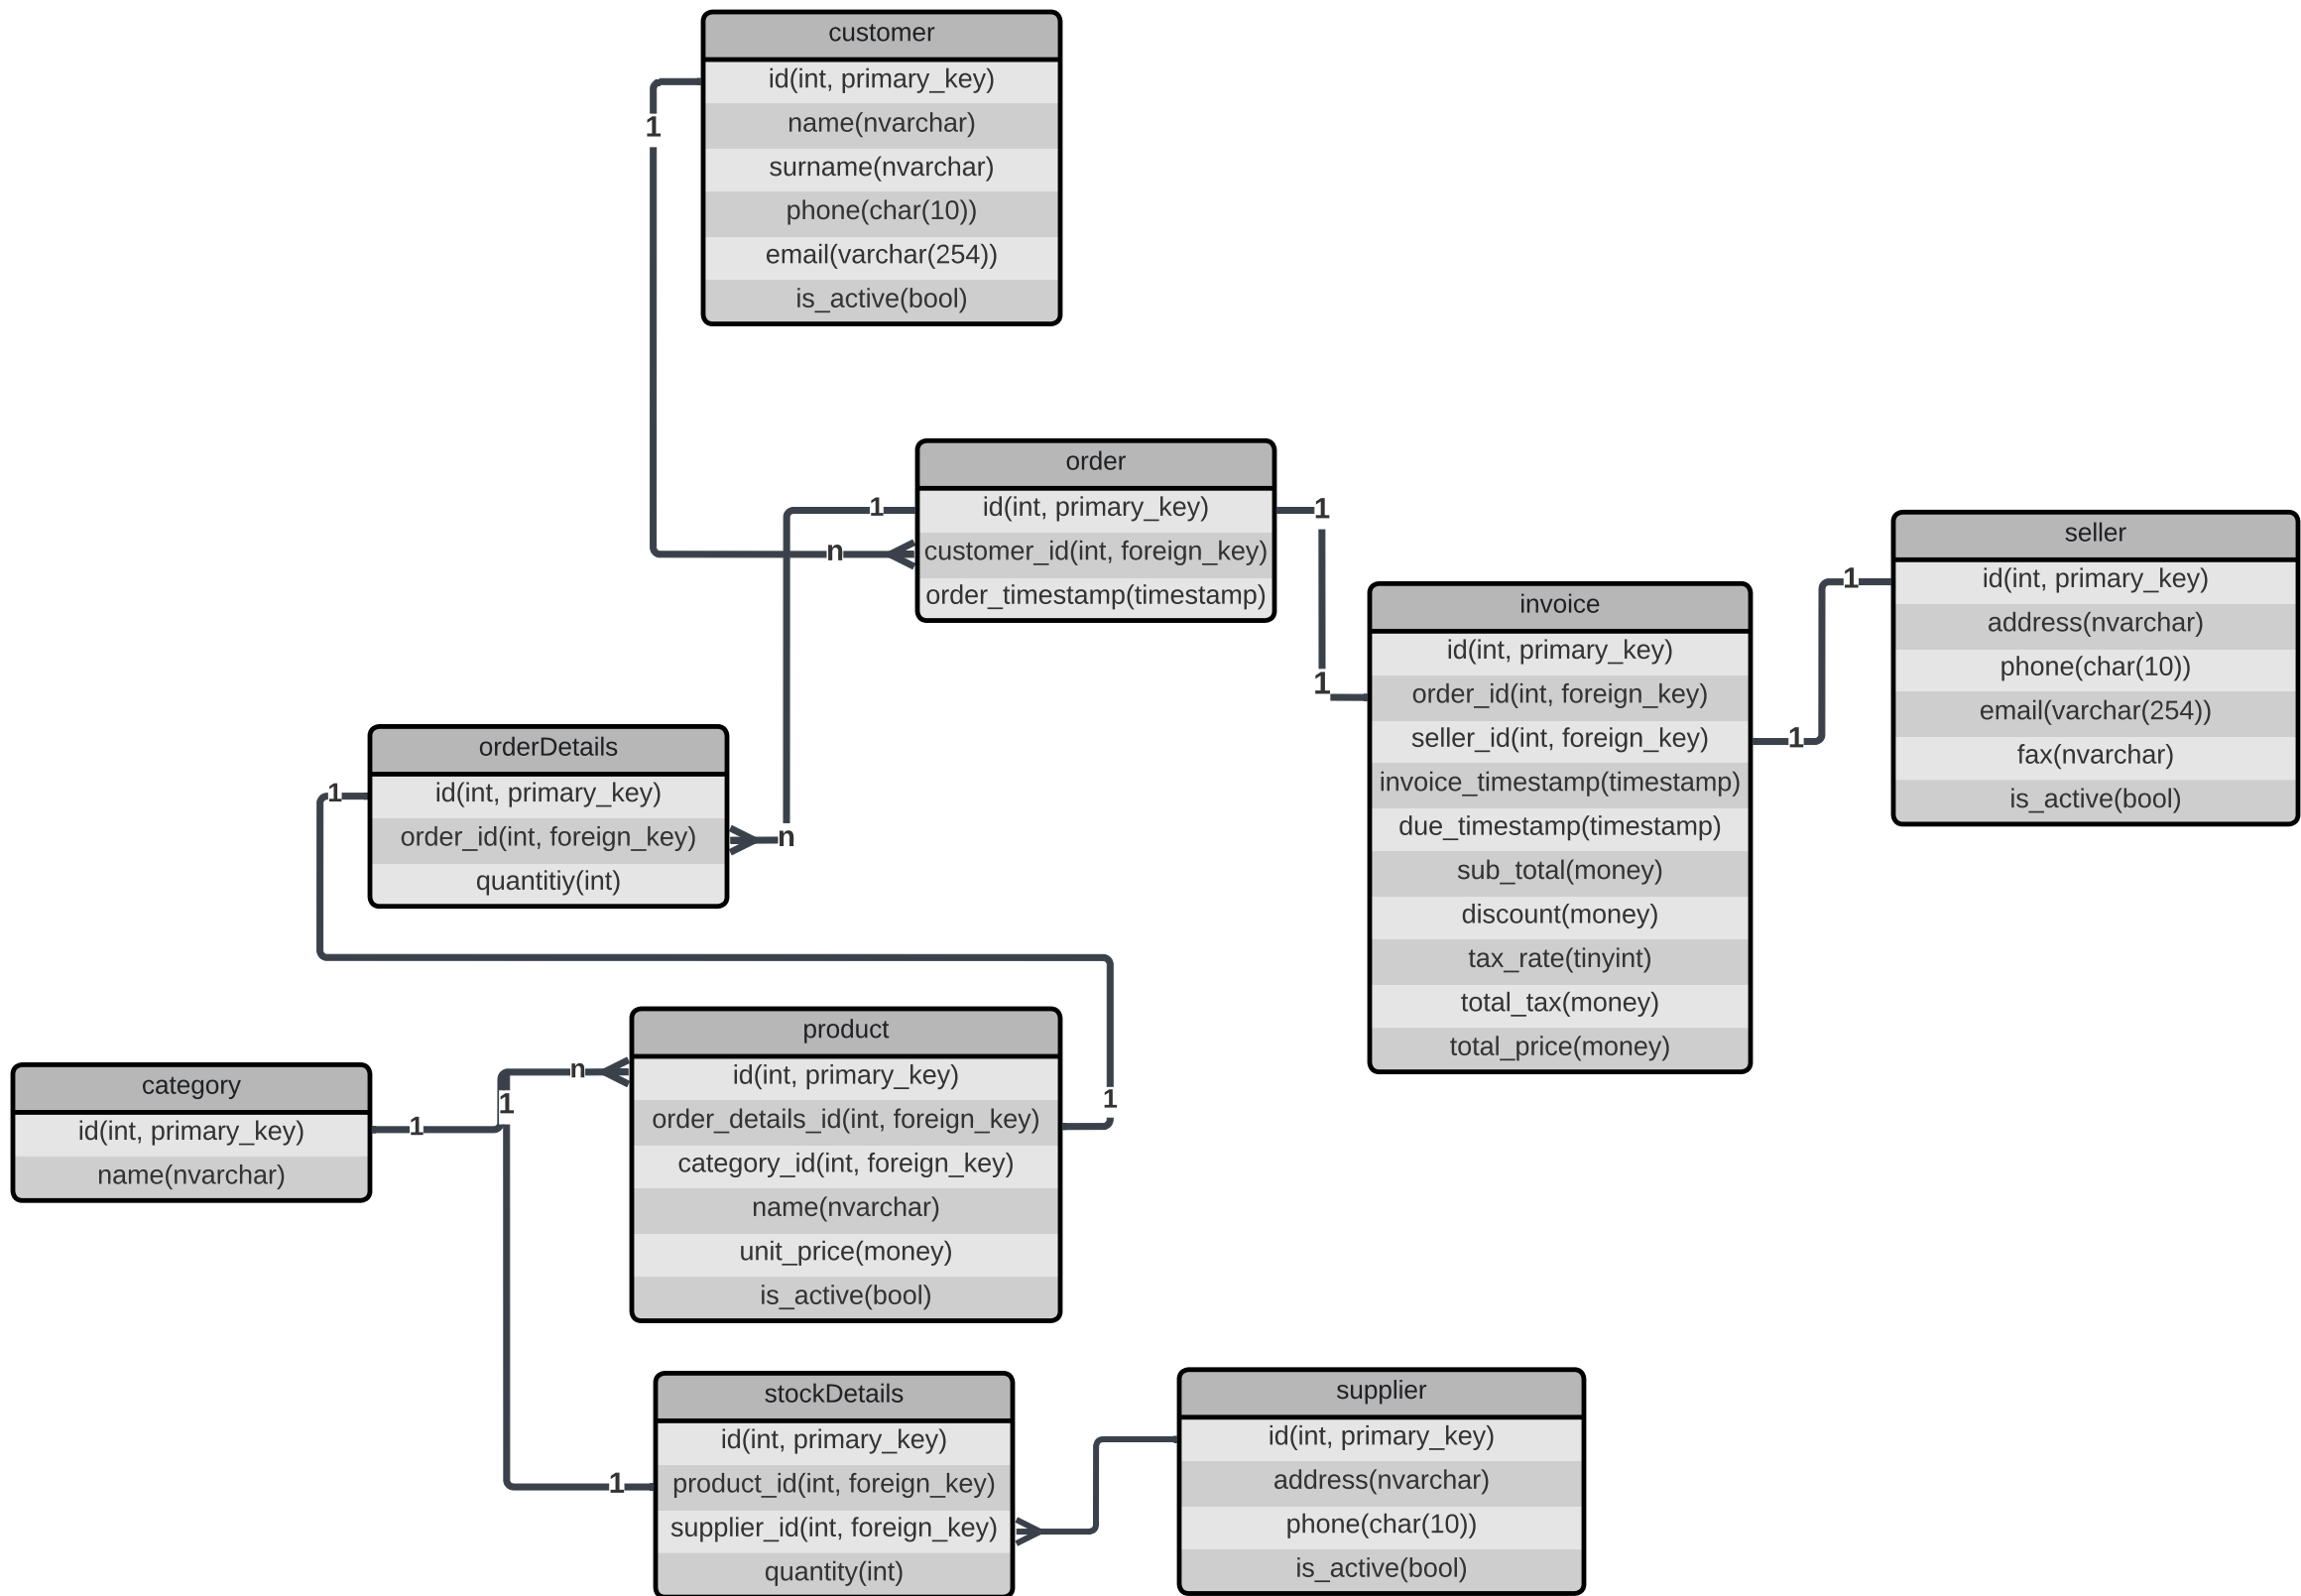 customer
id(int, primary_key)
name(nvarchar)
surname(nvarchar)
phone(char(10))
email(varchar(254))
is_active(bool)
1
order
id(int, primary_key)
customer_id(int, foreign_key)
order_timestamp(timestamp)
1
n
1
1
invoice
id(int, primary_key)
order_id(int, foreign_key)
seller_id(int, foreign_key)
invoice_timestamp(timestamp)
due_timestamp(timestamp)
sub_total(money)
discount(money)
tax_rate(tinyint)
total_tax(money)
total_price(money)
1
1
seller
id(int, primary_key)
address(nvarchar)
phone(char(10))
email(varchar(254))
fax(nvarchar)
is_active(bool)
orderDetails
id(int, primary_key)
order_id(int, foreign_key)
quantitiy(int)
1
n
product
id(int, primary_key)
order_details_id(int, foreign_key)
category_id(int, foreign_key)
name(nvarchar)
unit_price(money)
is_active(bool)
n
1
1
1
category
id(int, primary_key)
name(nvarchar)
stockDetails
id(int, primary_key)
product_id(int, foreign_key)
supplier_id(int, foreign_key)
quantity(int)
1
supplier
id(int, primary_key)
address(nvarchar)
phone(char(10))
is_active(bool)